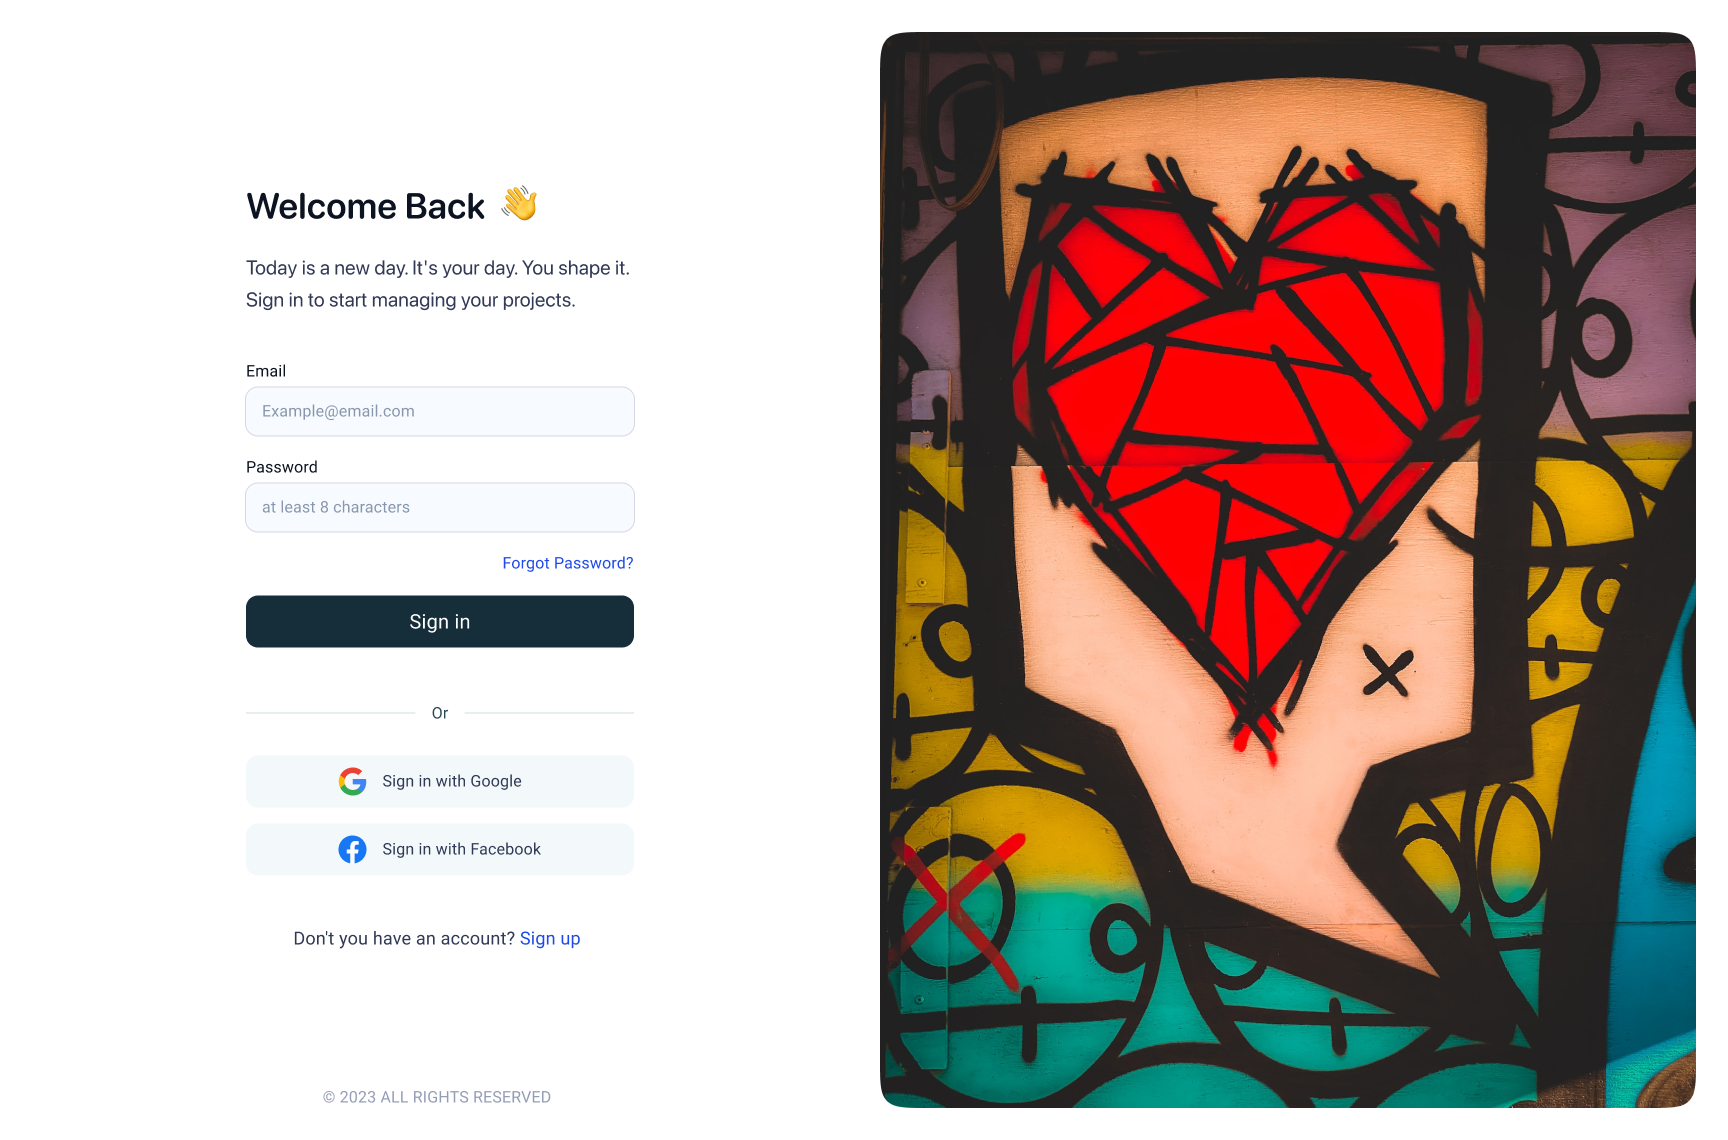 Welcome Back 👋
Today is a new day. It's your day. You shape it.
Sign in to start managing your projects.
Email
Example@email.com
Password
at least 8 characters
Forgot Password?
Sign in
Or
Sign in with Google
Sign in with Facebook
Don't you have an account? Sign up
© 2023 ALL RIGHTS RESERVED